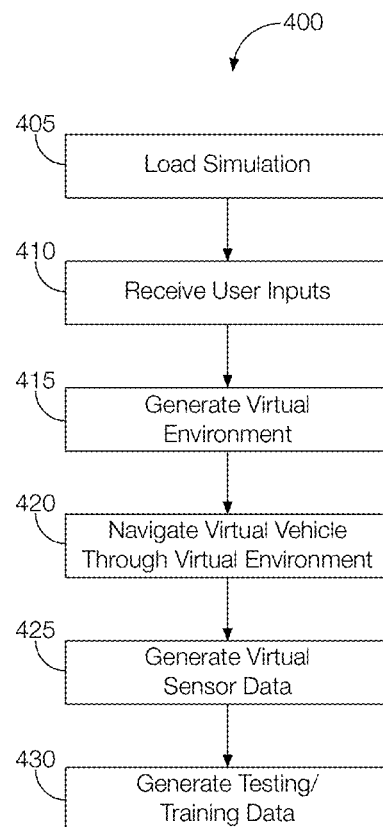 400
405
Load Simulation
410
Receive User Inputs
415
Generate Virtual
Environment
420
Navigate Virtual Vehicle
Through Virtual Environment
425
Generate Virtual
Sensor Data
430
Generate Testing/
Training Data